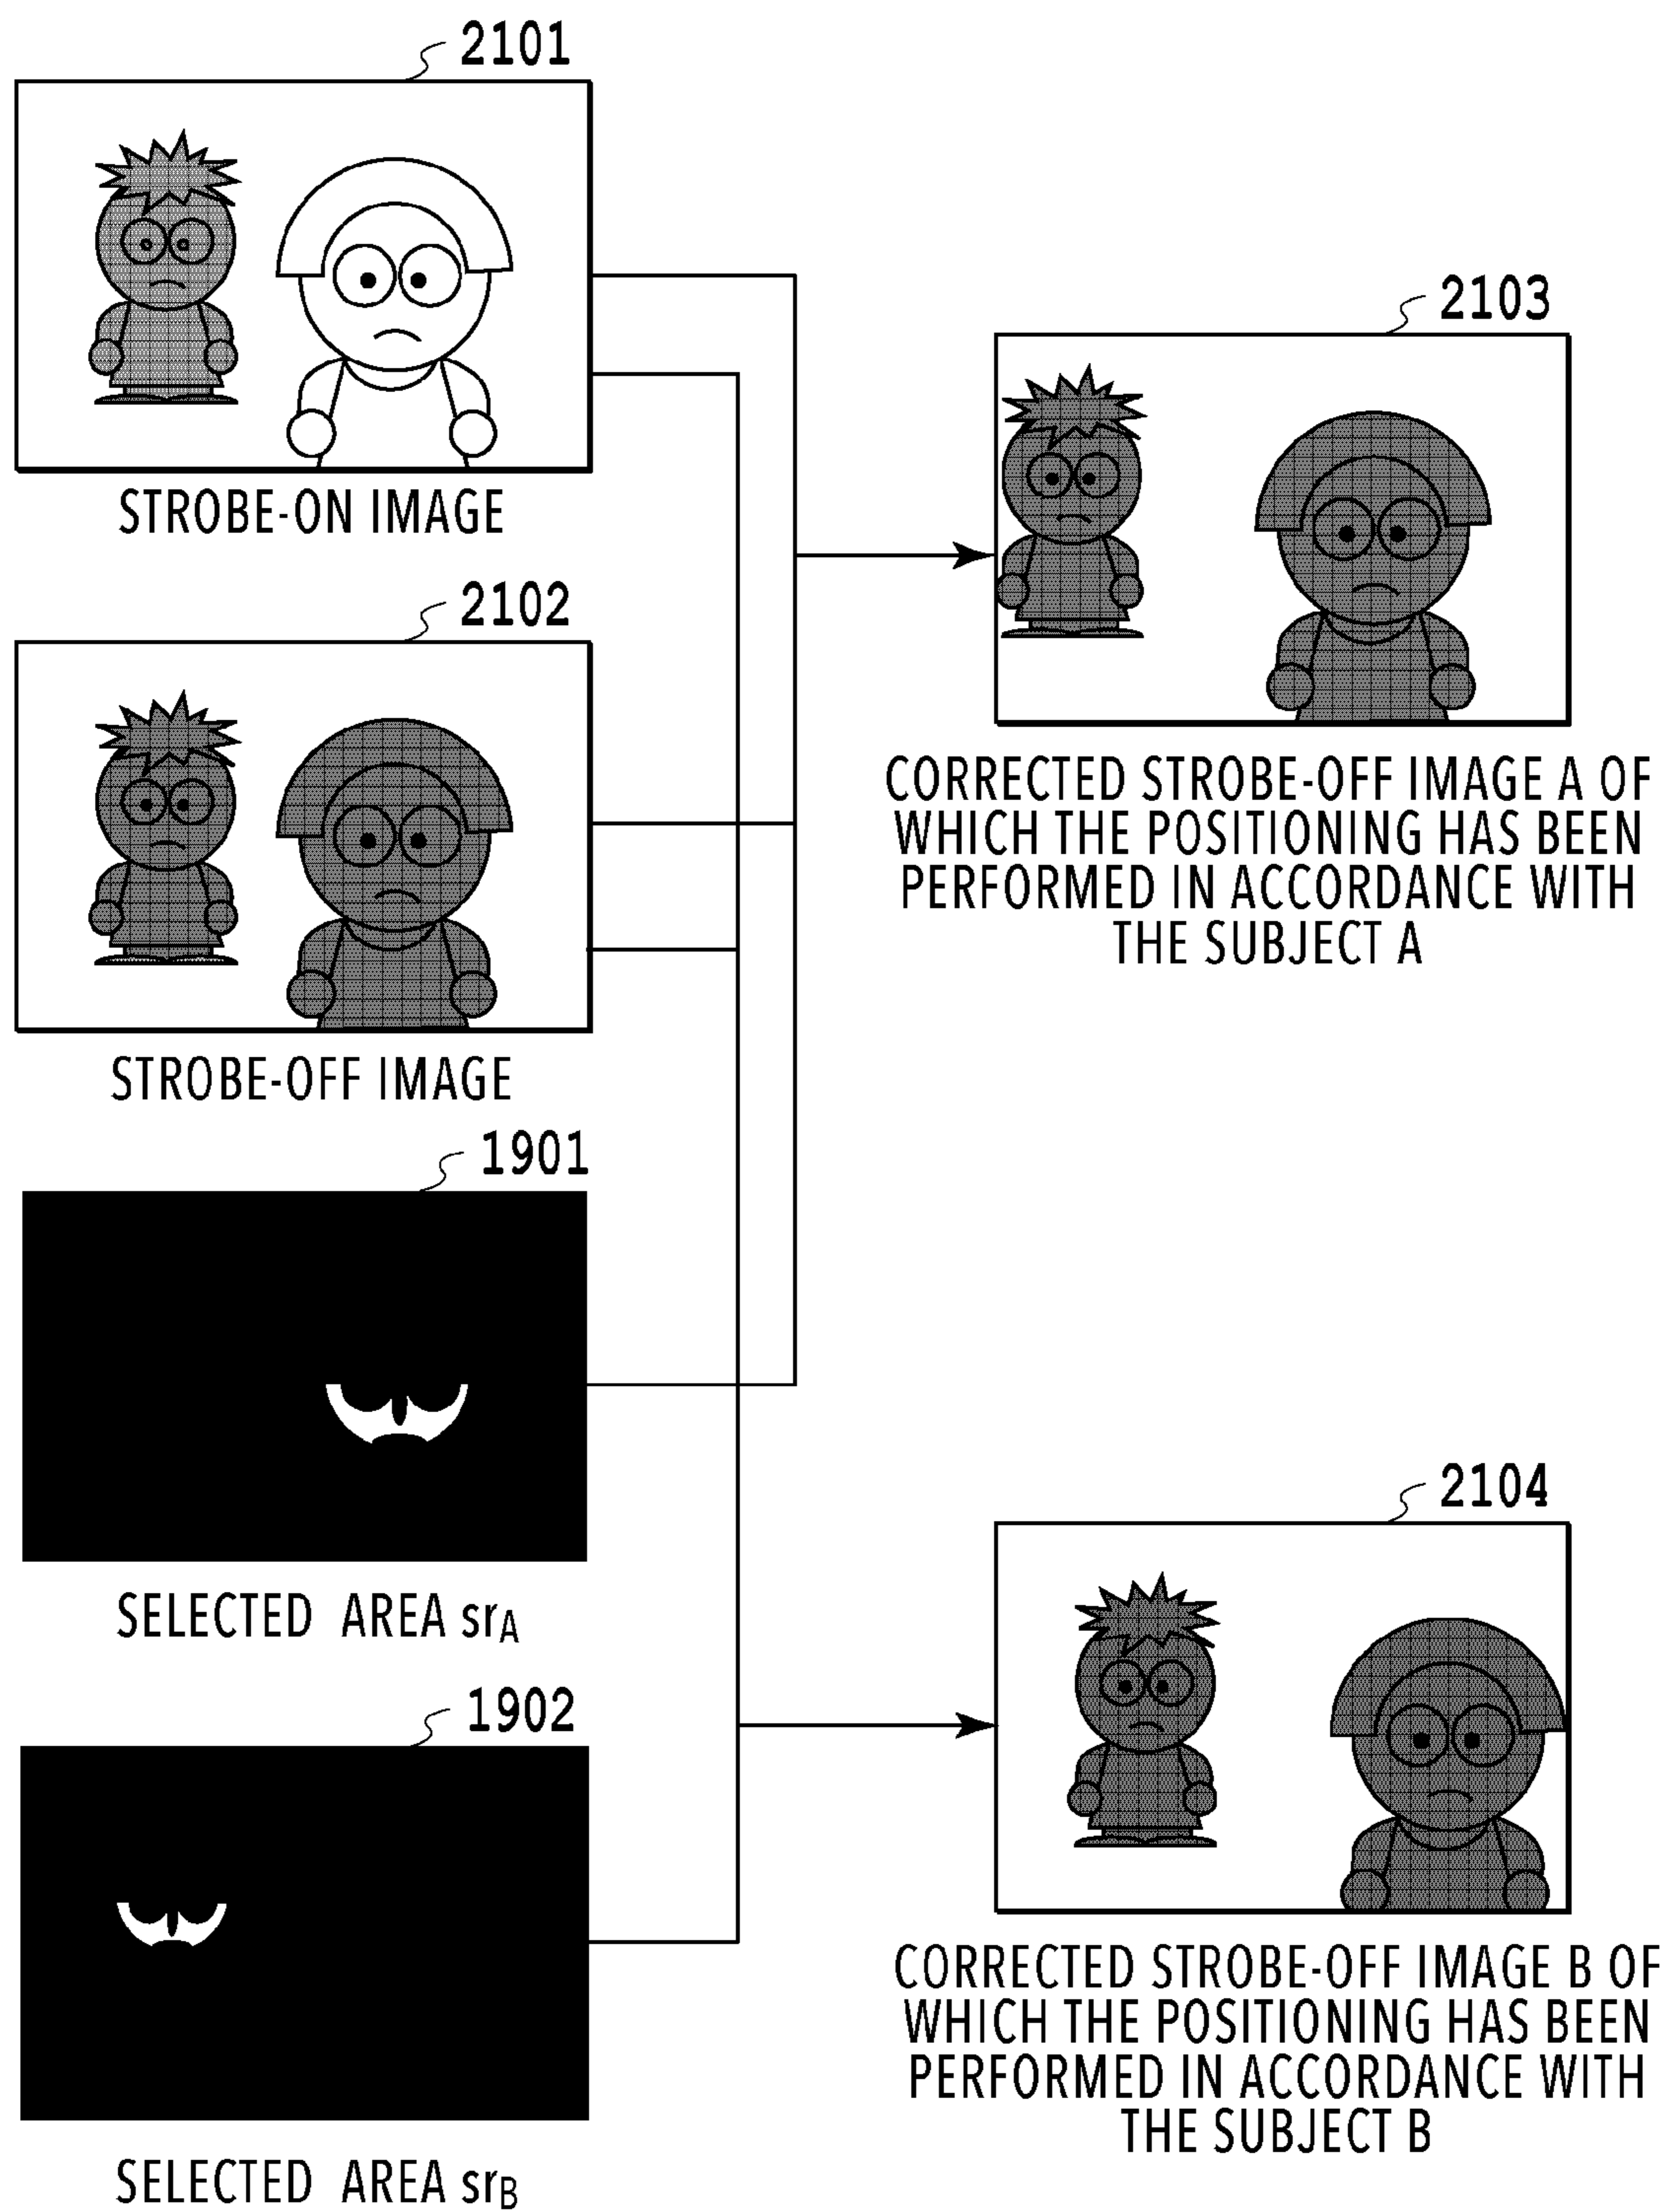 2101
STROBE-ON IMAGE
2102
STROBE-OFF IMAGE
1901
SELECTED AREA srA
1902
SELECTED AREA srB
2103
CORRECTED STROBE-OFF IMAGE A OF
WHICH THE POSITIONING HAS BEEN
PERFORMED IN ACCORDANCE WITH
THE SUBJECT A
2104
CORRECTED STROBE-OFF IMAGE B OF
WHICH THE POSITIONING HAS BEEN
PERFORMED IN ACCORDANCE WITH
THE SUBJECT B